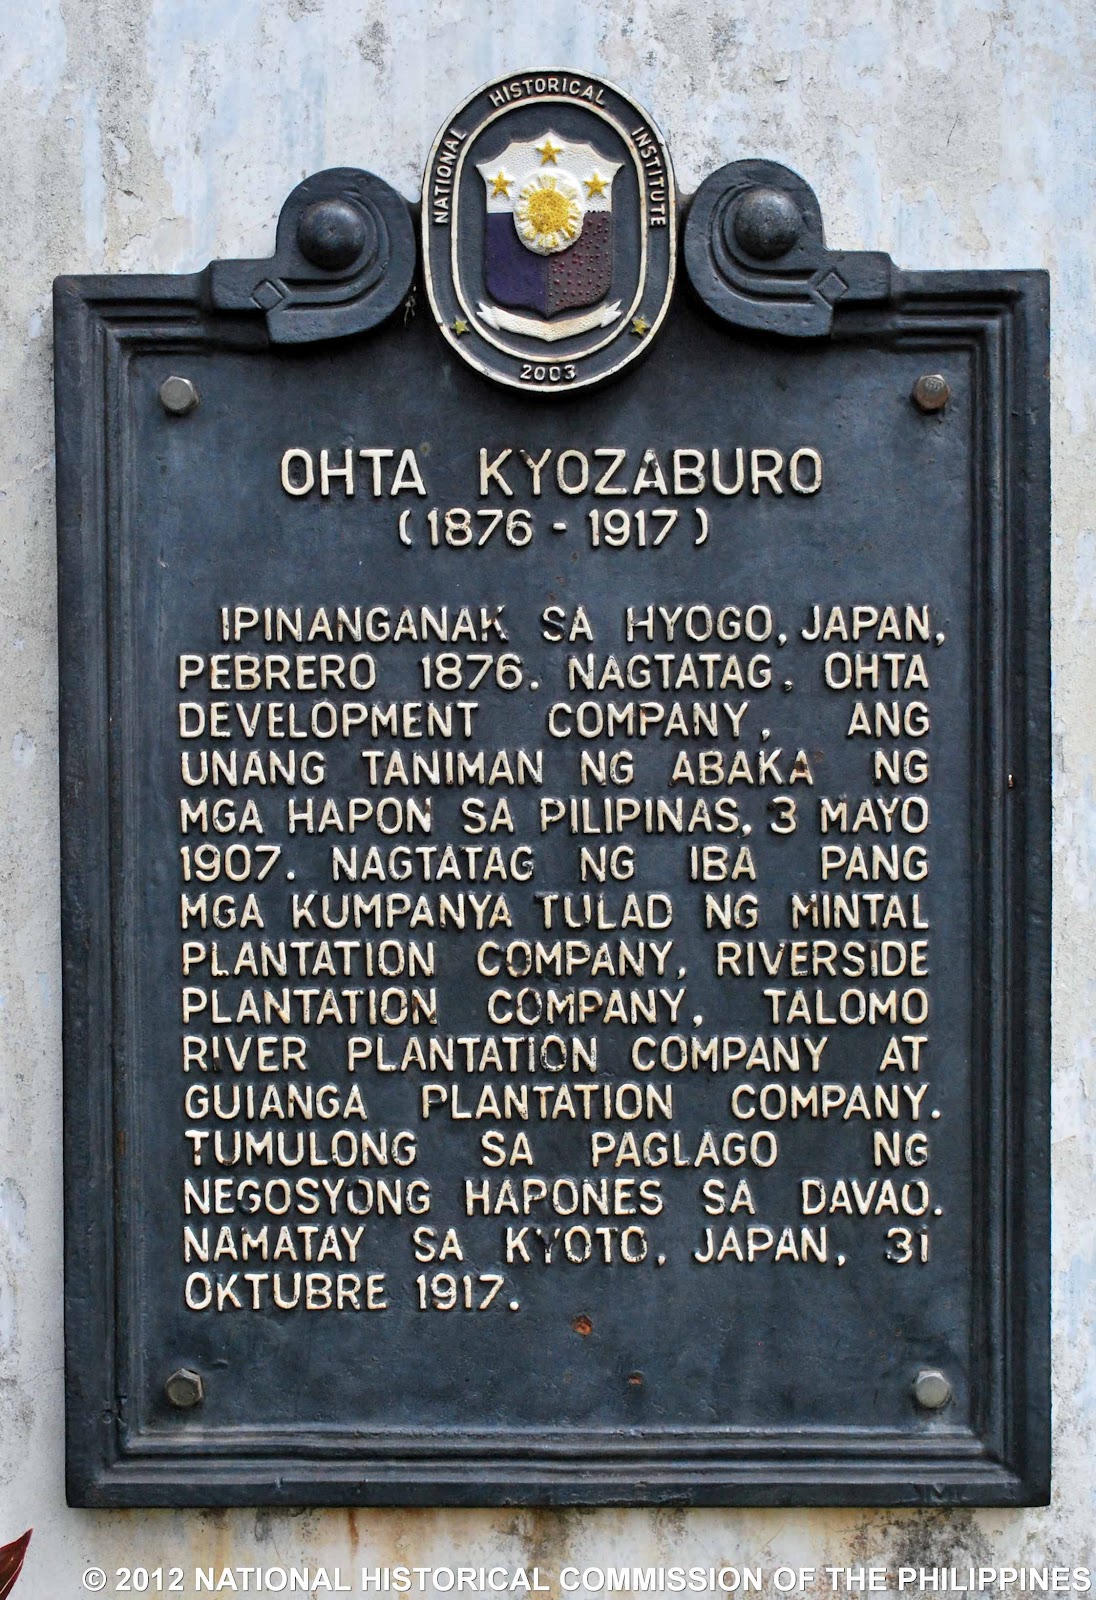 NATIONAL HISTORICAL INSTITUTE
2003
OHTA KYOZABURO
(1876 - 1917)
IPINANGANAK SA HYOGO, JAPAN,
PEBRERO 1876. NAGTATAG, OHTA
DEVELOPMENT COMPANY, ANG
UNANG TANIMAN NG ABAKA NG
MGA HAPON SA PILIPINAS, 3 MAYO
1907. NAGTATAG NG IBA PANG
MGA KUMPANYA TULAD NG MINTAL
PLANTATION COMPANY, RIVERSIDE
PLANTATION COMPANY, TALOMO
RIVER PLANTATION COMPANY AT
GUIANGA PLANTATION COMPANY.
TUMULONG SA PAGLAGO NG
NEGOSYONG HAPONES SA DAVAO.
NAMATAY SA KYOTO, JAPAN, 31
OKTUBRE 1917.
© 2012 NATIONAL HISTORICAL COMMISSION OF THE PHILIPPINES